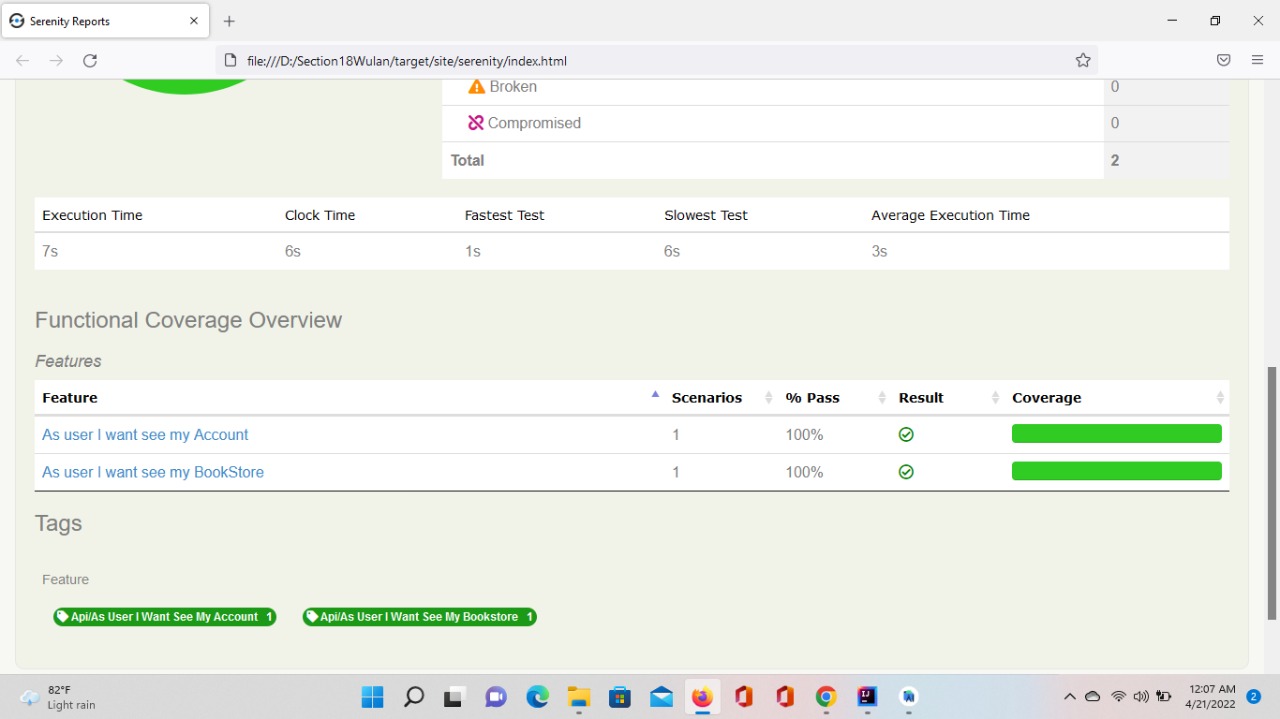 Serenity Reports
file:///D:/Section18Wulan/target/site/serenity/index.html
Broken 0
Compromised 0
Total 2
Execution Time Clock Time Fastest Test Slowest Test Average Execution Time
7s 6s 1s 6s 3s
Functional Coverage Overview
Features
Feature Scenarios % Pass Result Coverage
As user I want see my Account 1 100%
As user I want see my BookStore 1 100%
Tags
Feature
Api/As User I Want See My Account 1 Api/As User I Want See My Bookstore 1
82°F
Light rain
12:07 AM
4/21/2022
2